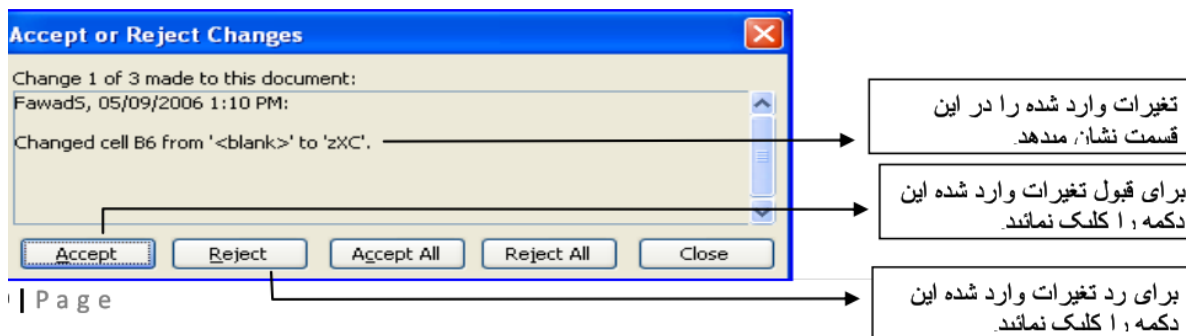 Accept or Reject Changes
Change 1 of 3 made to this document:
FawadS, 05/09/2006 1:10 PM:
Changed cell B6 from '<blank>' to 'zXC'.
Accept Reject Accept All Reject All Close
تغیرات وارد شده را در این
قسمت نشان میدهد.
برای قبول تغیرات وارد شده این
دکمه را کلیک نمائید.
برای رد تغیرات وارد شده این
دکمه را کلیک نمائید.
| Page